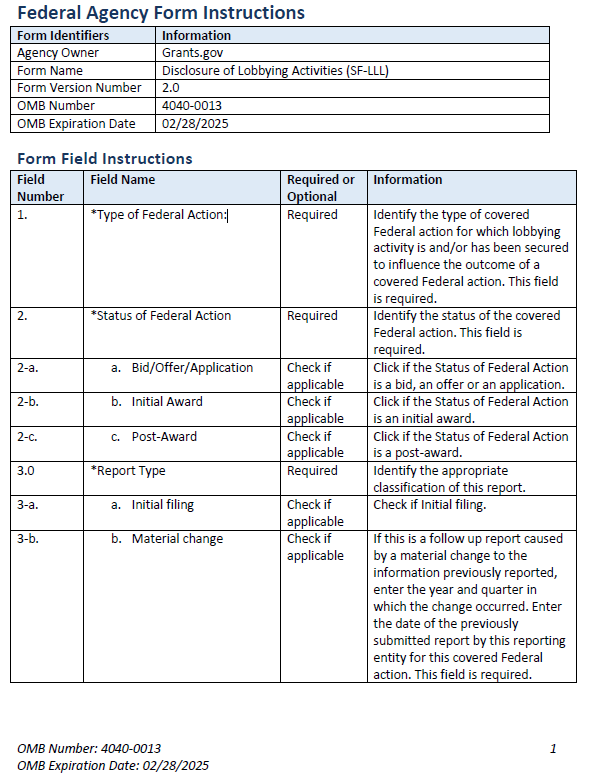 Federal Agency Form Instructions
Form Identifiers Information
Agency Owner Grants.gov
Form Name Disclosure of Lobbying Activities (SF-LLL)
Form Version Number 2.0
OMB Number 4040-0013
OMB Expiration Date 02/28/2025
Form Field Instructions
Field Number Field Name Required or Optional Information
1. *Type of Federal Action: Required Identify the type of covered
Federal action for which lobbying
activity is and/or has been secured
to influence the outcome of a
covered Federal action. This field
is required.
2. *Status of Federal Action Required Identify the status of the covered
Federal action. This field is
required.
2-a. a. Bid/Offer/Application Check if applicable Click if the Status of Federal Action
is a bid, an offer or an application.
2-b. b. Initial Award Check if applicable Click if the Status of Federal Action
is an initial award.
2-c. c. Post-Award Check if applicable Click if the Status of Federal Action
is a post-award.
3.0 *Report Type Required Identify the appropriate
classification of this report.
3-a. a. Initial filing Check if applicable Check if Initial filing.
3-b. b. Material change Check if applicable If this is a follow up report caused
by a material change to the
information previously reported,
enter the year and quarter in
which the change occurred. Enter
the date of the previously
submitted report by this reporting
entity for this covered Federal
action. This field is required.
OMB Number: 4040-0013 1
OMB Expiration Date: 02/28/2025